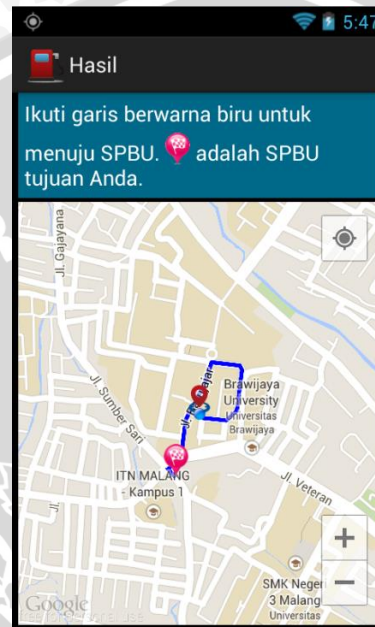 5:47
Hasil
Ikuti garis berwarna biru untuk
menuju SPBU. adalah SPBU
tujuan Anda.
Jl. Gajayana
Jl. Sumber Sari
Brawijaya
University
Universitas
Brawijaya
ITN MALANG
- Kampus 1
Jl. Veteran
Jl.
SMK Negeri
3 Malang
Universitas
Google
+
−